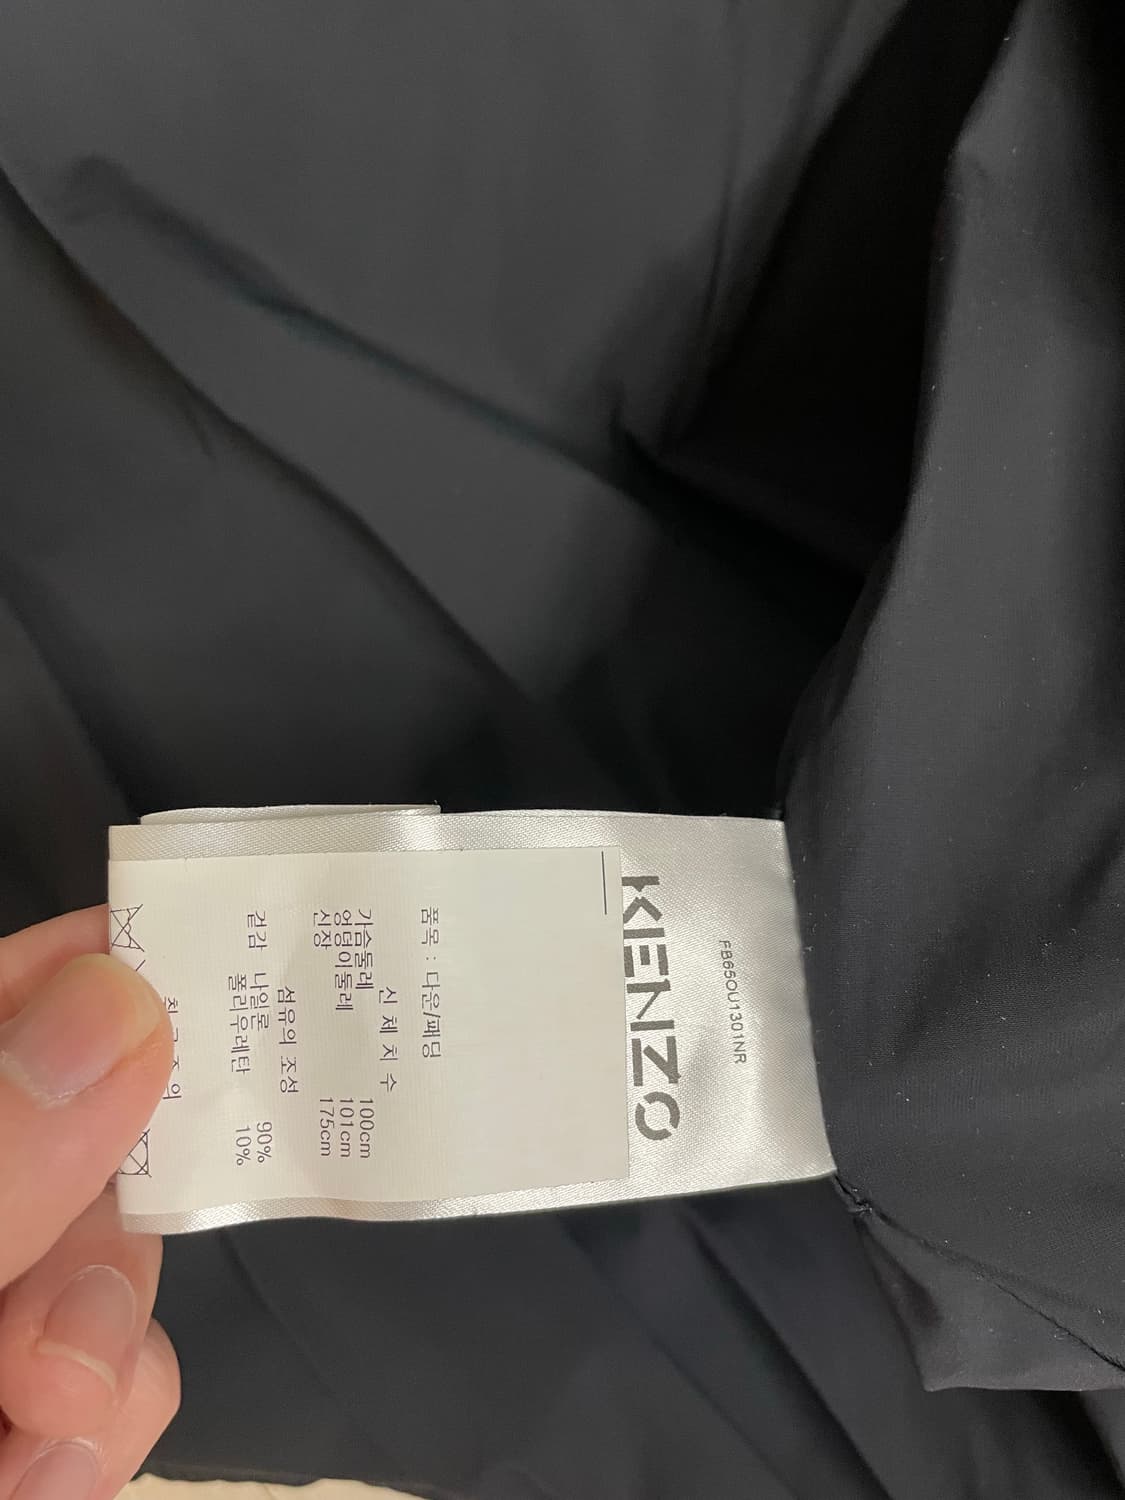 FB65OU1301NR
KENZO
품목 : 다운/패딩
신 체 치 수
가슴둘레 100cm
엉덩이둘레 101cm
신장 175cm
섬유의 조성
겉감 나일론 90%
폴리우레탄 10%